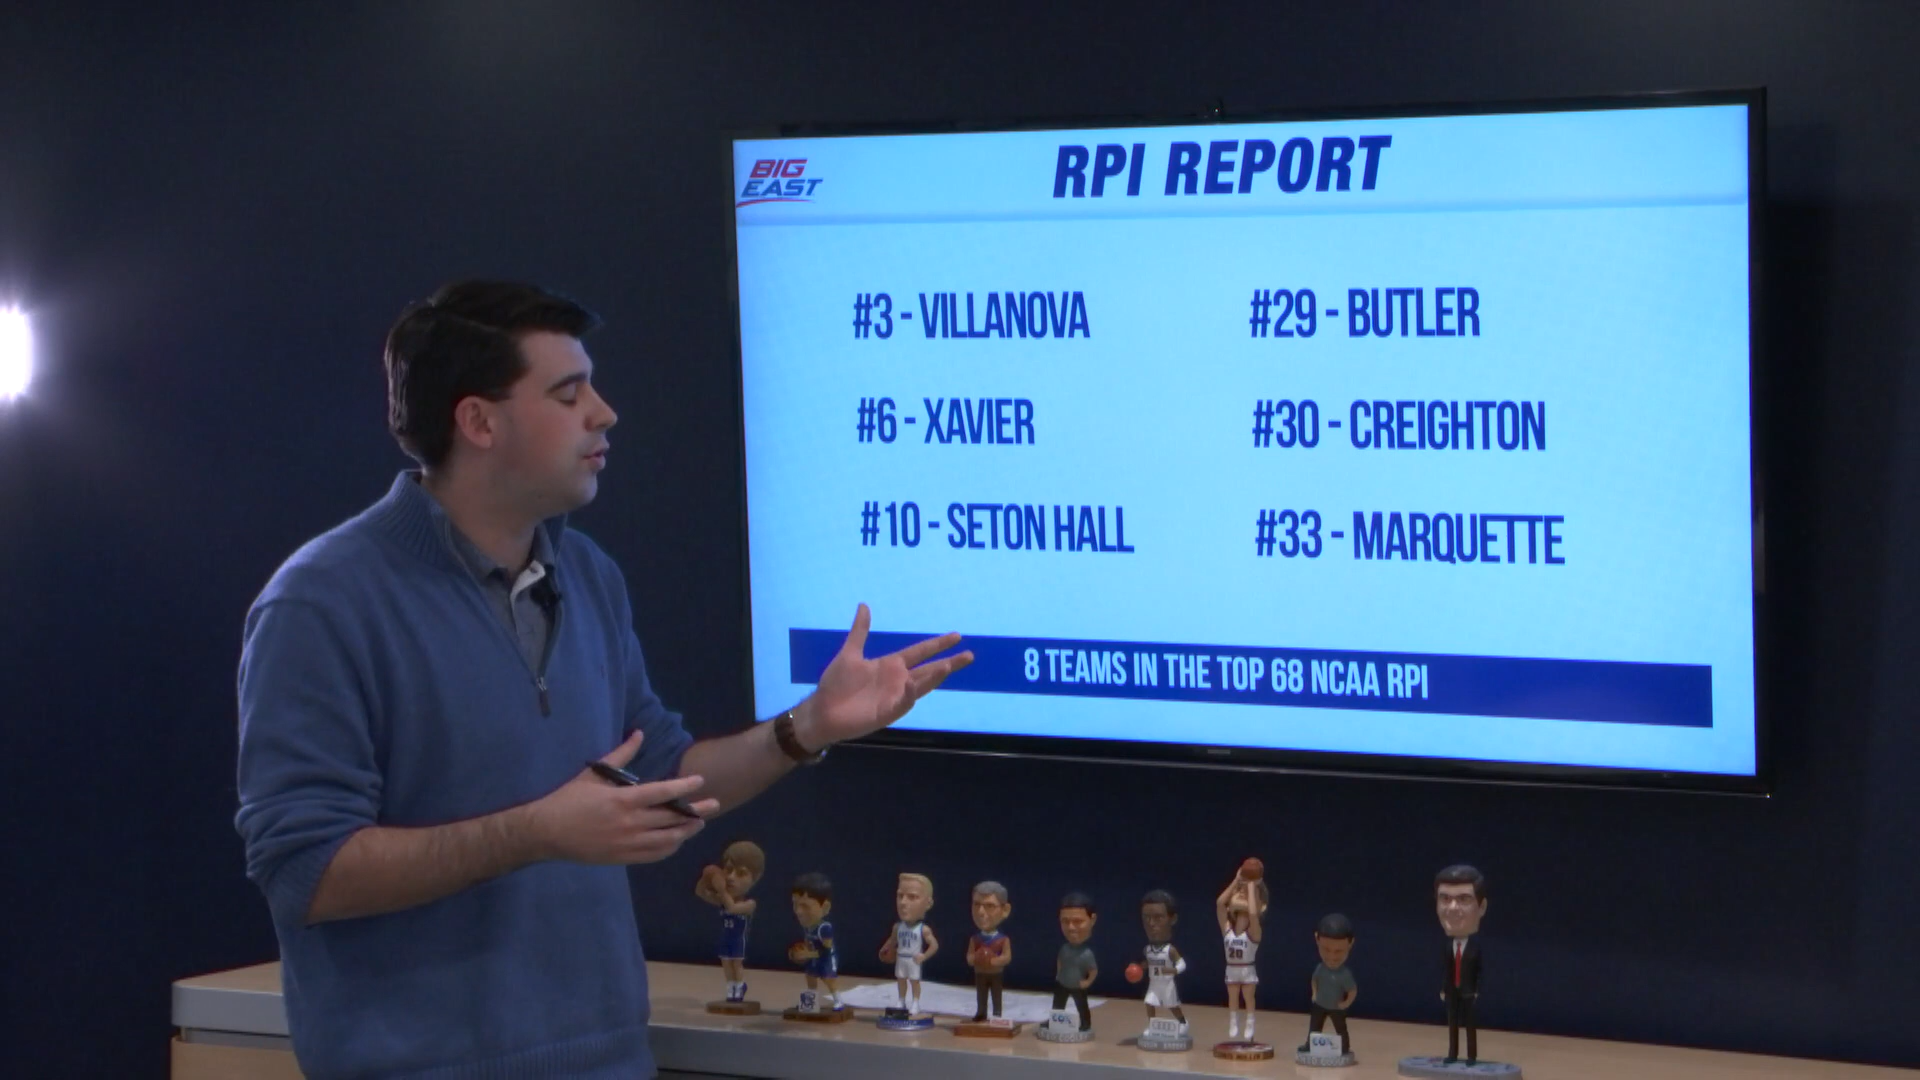 BIG
EAST
RPI REPORT
#3 - VILLANOVA
#6 - XAVIER
#10 - SETON HALL
#29 - BUTLER
#30 - CREIGHTON
#33 - MARQUETTE
8 TEAMS IN THE TOP 68 NCAA RPI
20